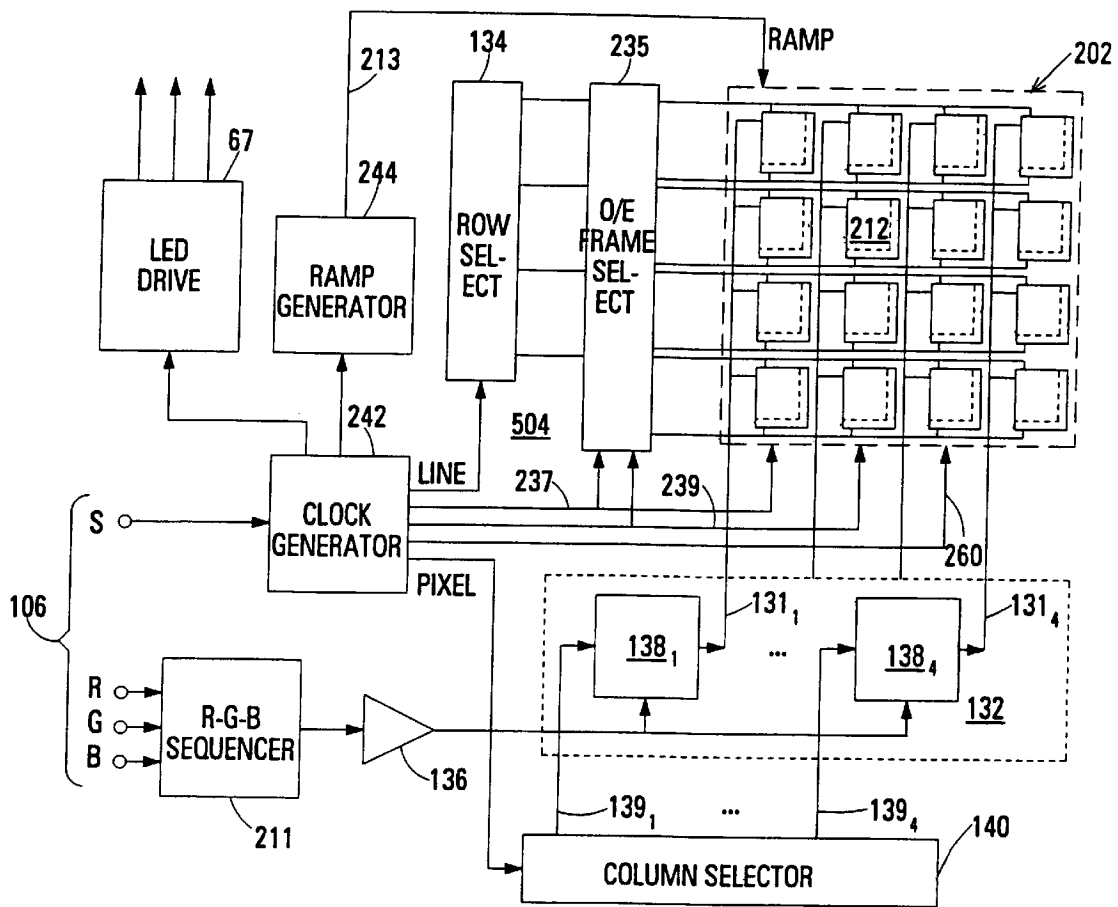 134
235
RAMP
202
213
67
244
LED
DRIVE
RAMP
GENERATOR
ROW
SEL-
ECT
O/E
FRAME
SEL-
ECT
212
242
504
LINE
237
239
S
CLOCK
GENERATOR
PIXEL
260
106
131₁
131₄
138₁
...
138₄
132
R
G
B
R-G-B
SEQUENCER
136
211
139₁
...
139₄
140
COLUMN SELECTOR